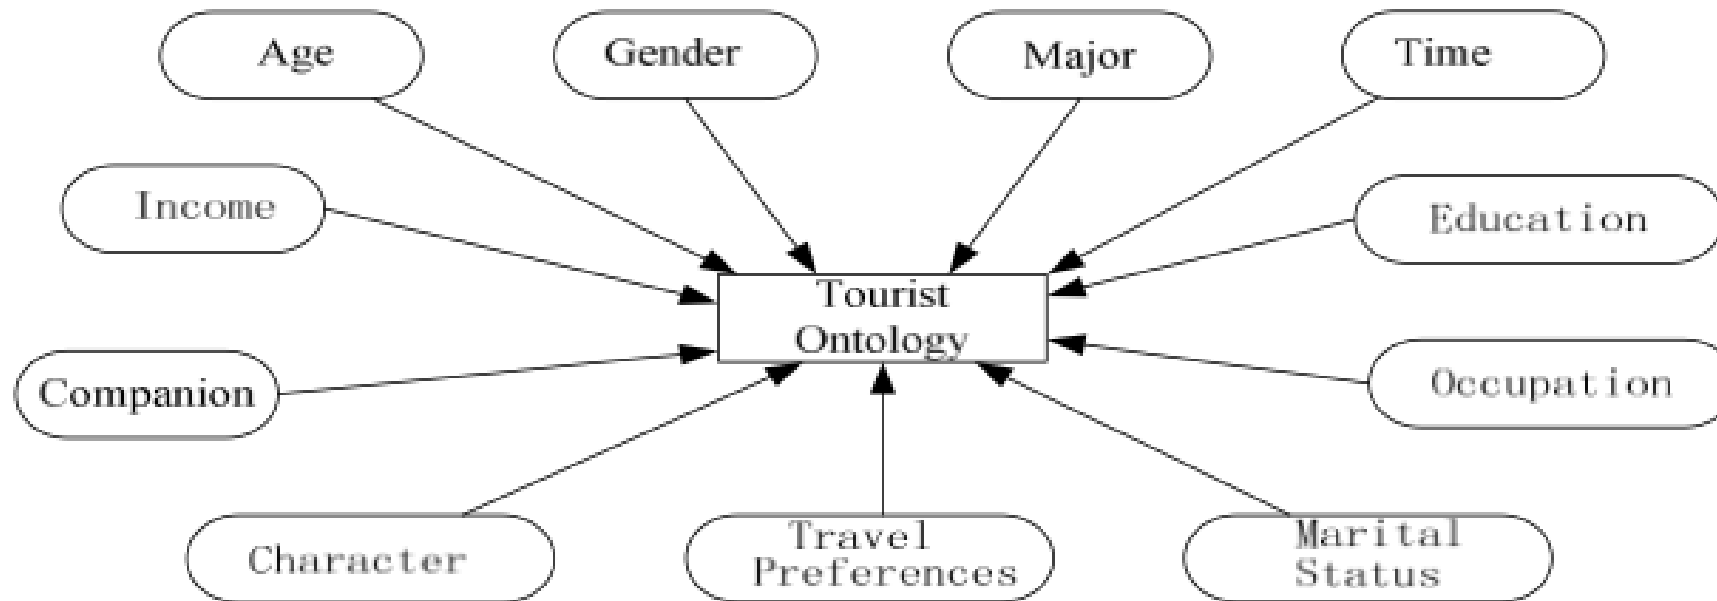 Age
Gender
Major
Time
Income
Education
Tourist
Ontology
Companion
Occupation
Character
Travel
Preferences
Marital
Status